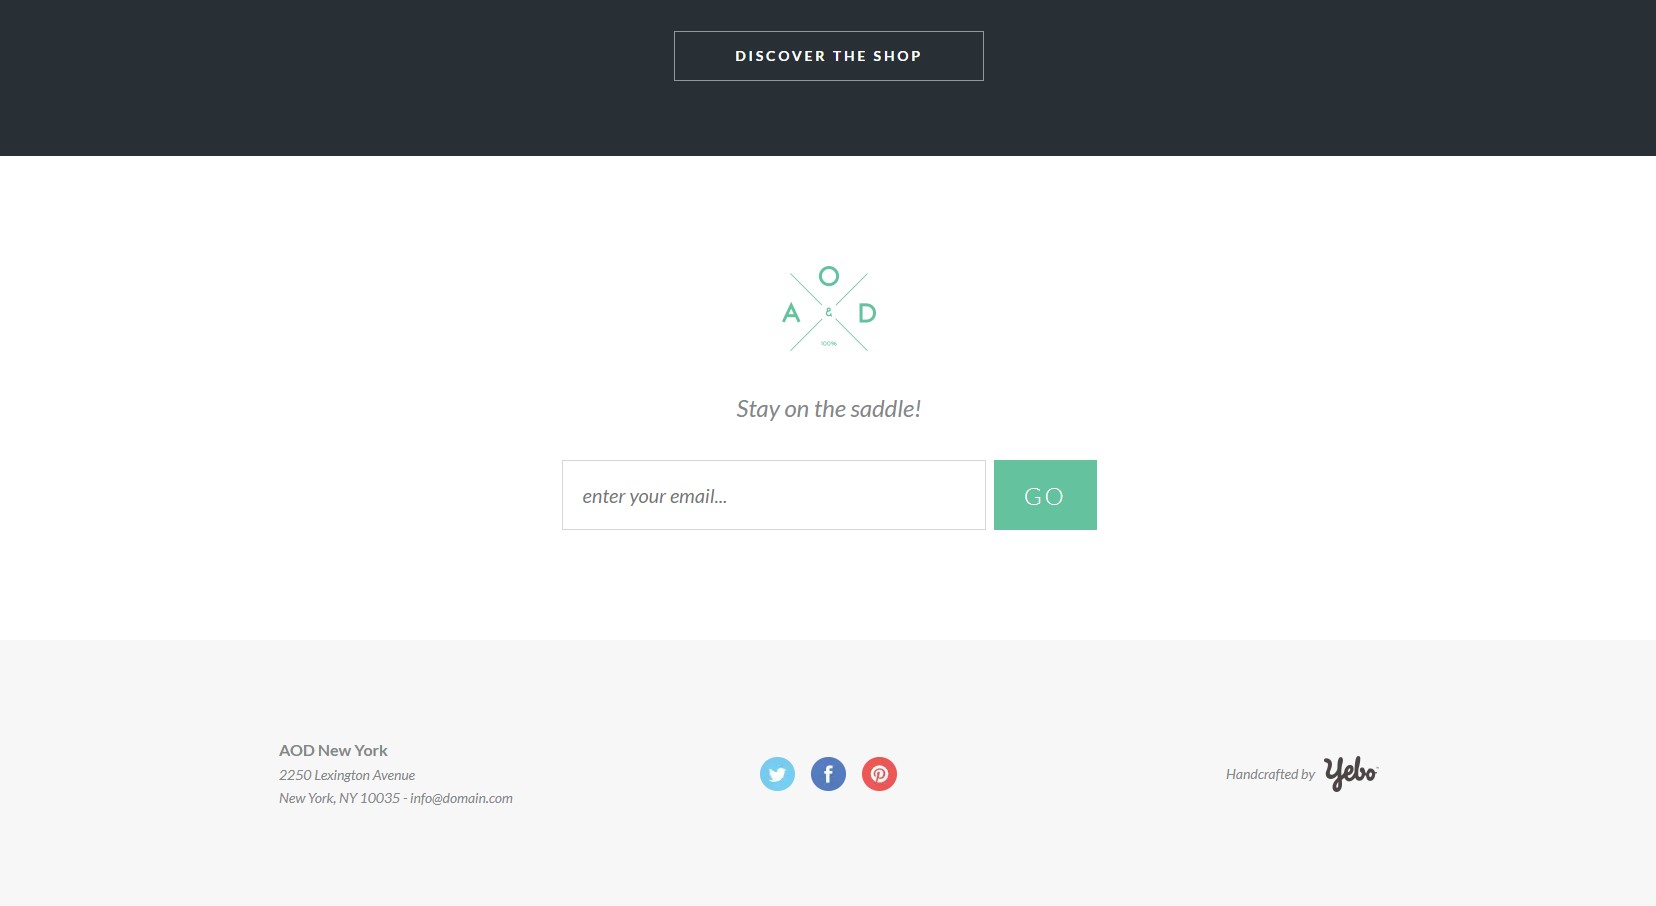 DISCOVER THE SHOP
O
A & D
100%
Stay on the saddle!
enter your email...
GO
AOD New York
2250 Lexington Avenue
New York, NY 10035 - info@domain.com
Handcrafted by Yebo